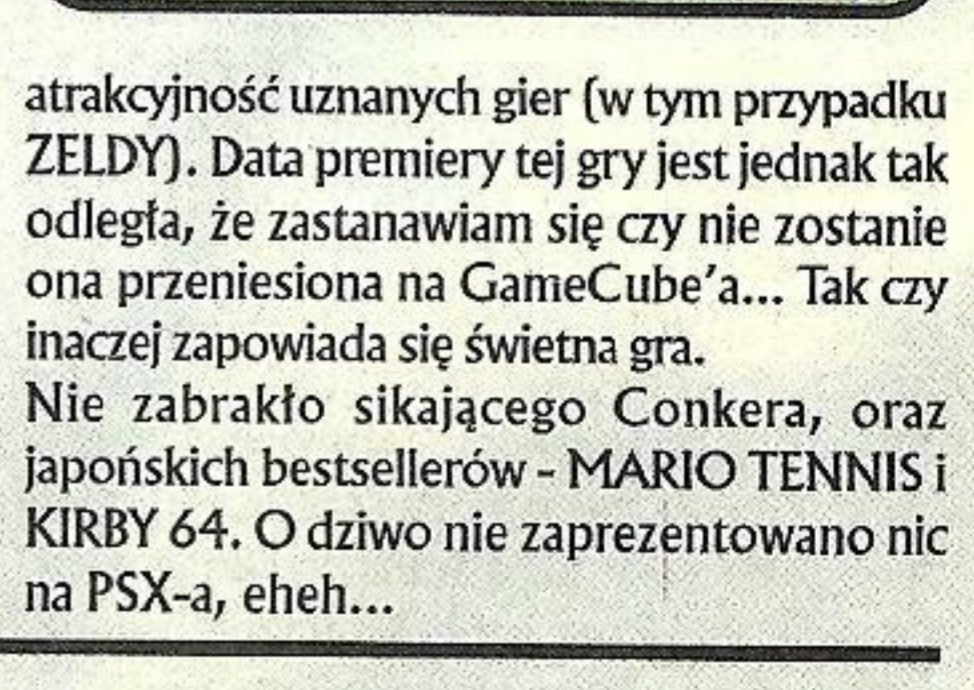 atrakcyjność uznanych gier (w tym przypadku
ZELDY). Data premiery tej gry jest jednak tak
odległa, że zastanawiam się czy nie zostanie
ona przeniesiona na GameCube'a... Tak czy
inaczej zapowiada się świetna gra.
Nie zabrakło sikającego Conkera, oraz
japońskich bestsellerów - MARIO TENNIS i
KIRBY 64. O dziwo nie zaprezentowano nic
na PSX-a, eheh...